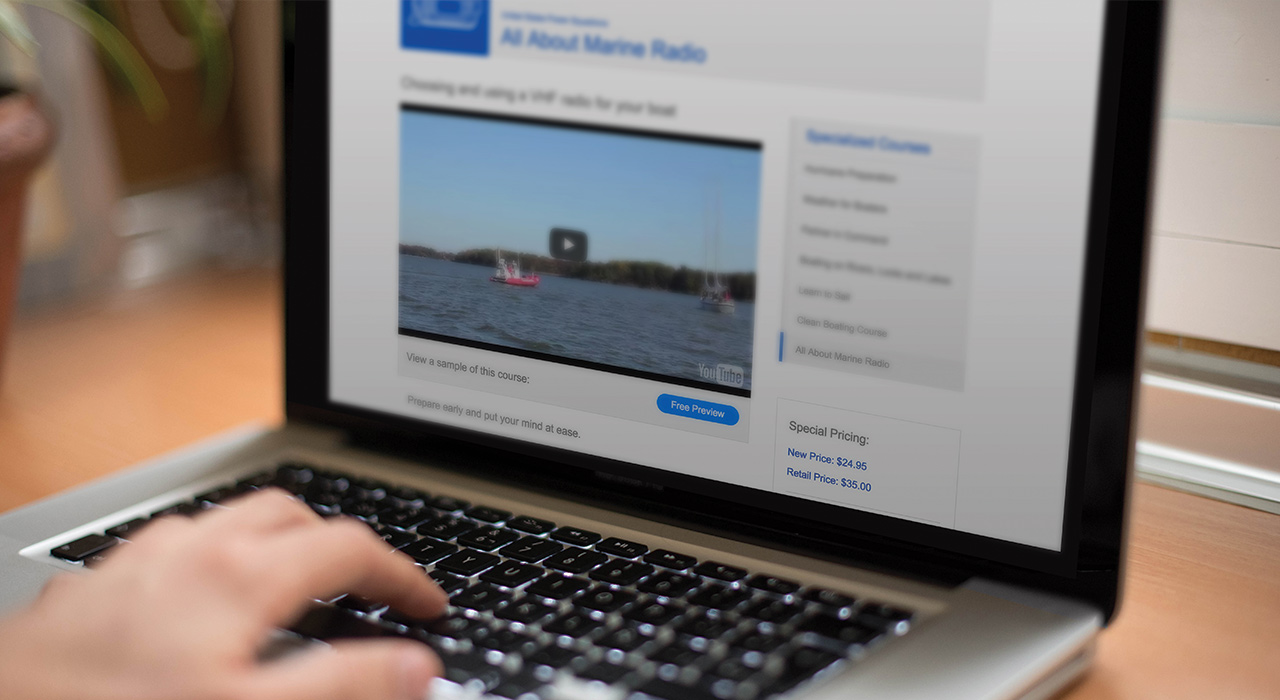 United States Power Squadrons
All About Marine Radio
Choosing and using a VHF radio for your boat
YouTube
View a sample of this course:
Free Preview
Prepare early and put your mind at ease.
Specialized Courses
Hurricane Preparation
Weather for Boaters
Partner in Command
Boating on Rivers, Locks and Lakes
Learn to Sail
Clean Boating Course
All About Marine Radio
Special Pricing:
New Price: $24.95
Retail Price: $35.00
T
Y
U
6
7
8